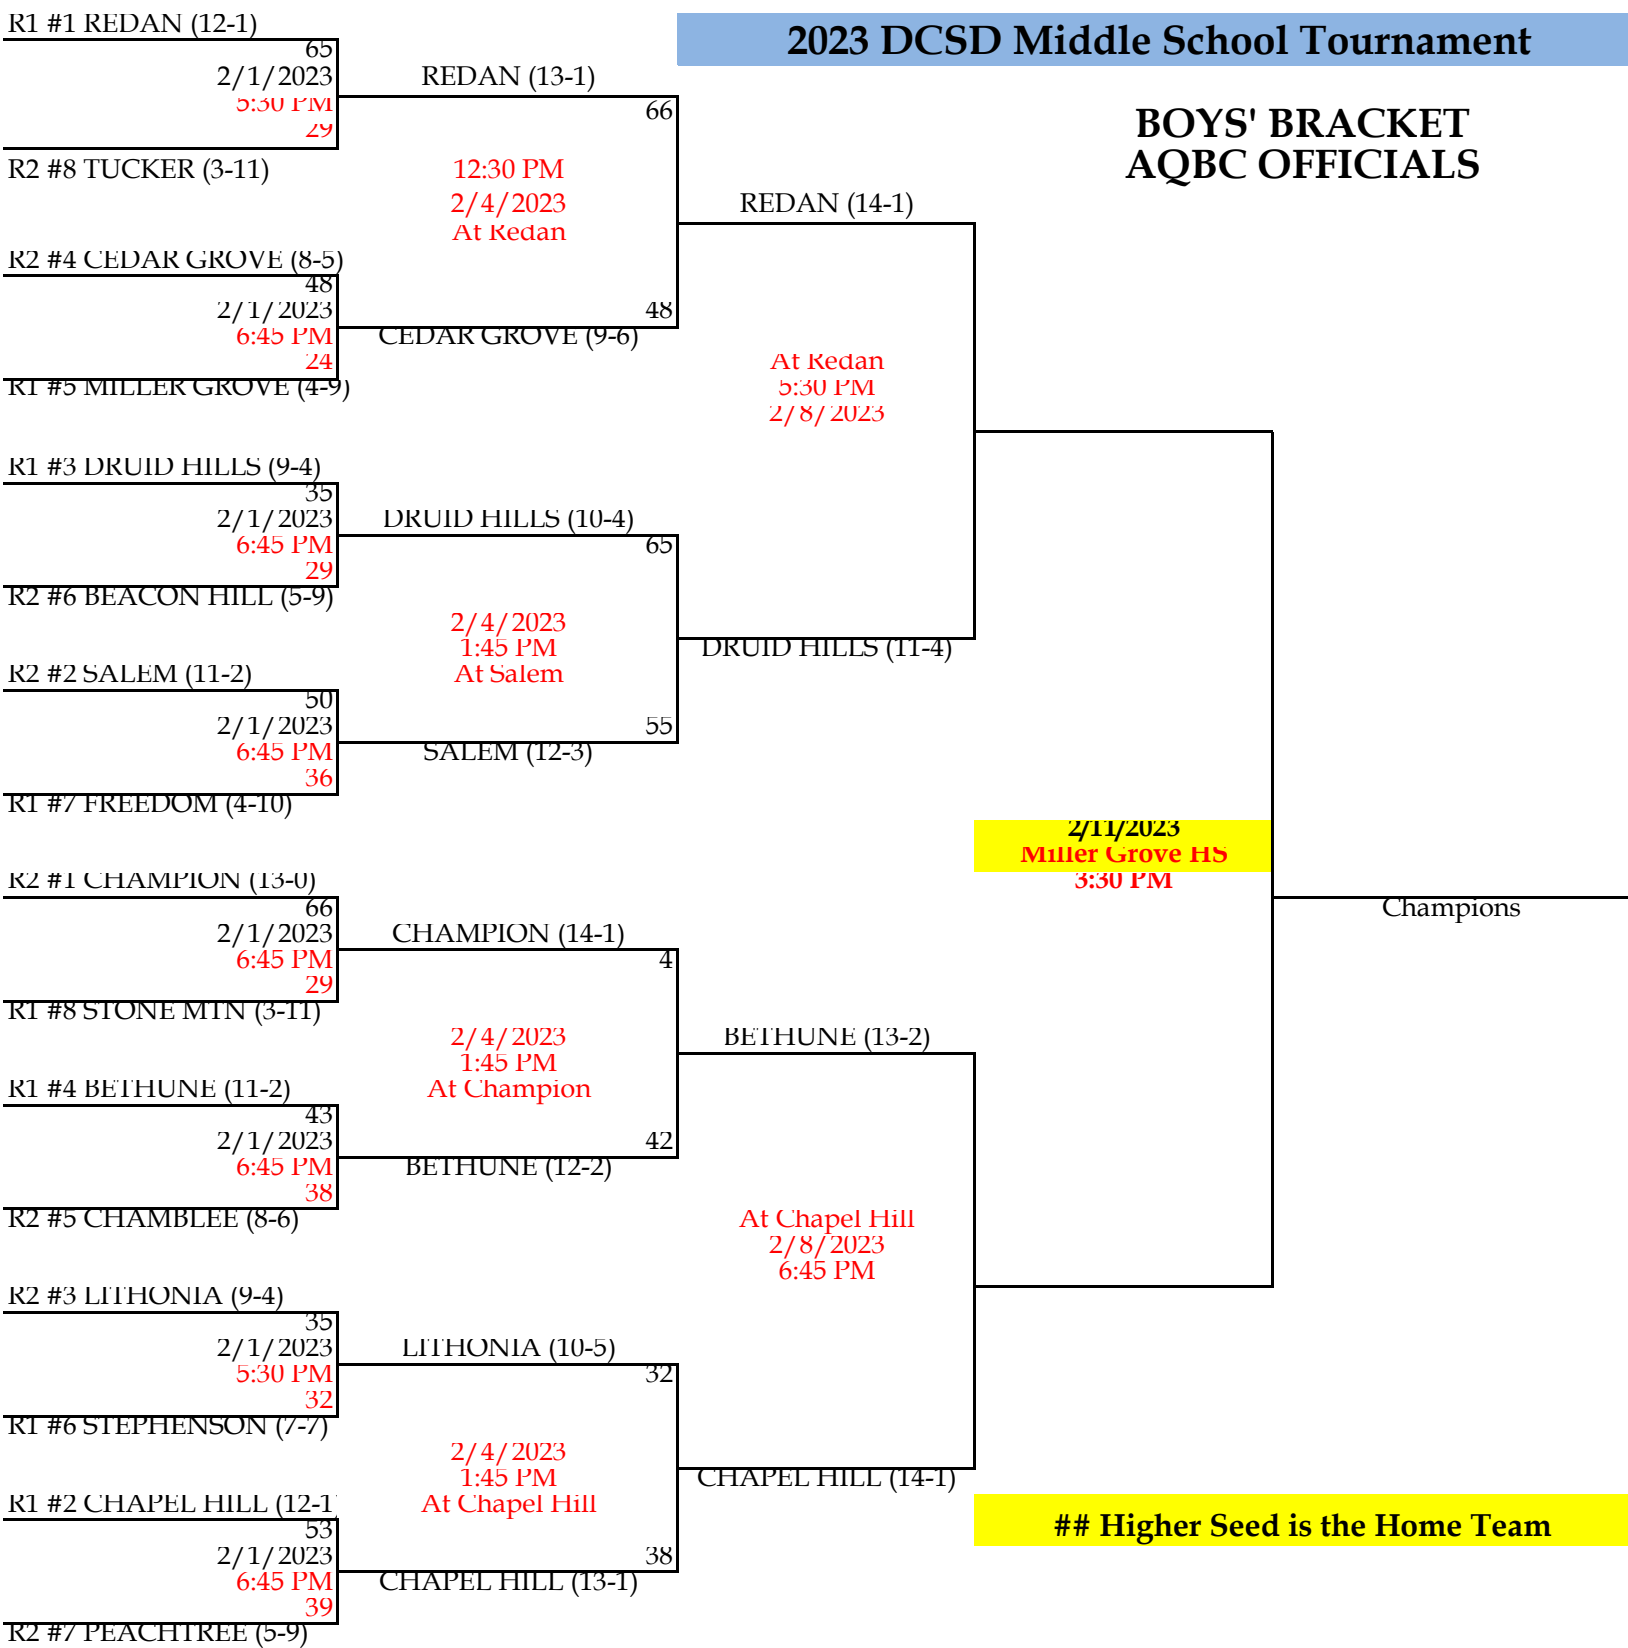 2023 DCSD Middle School Tournament
BOYS' BRACKET
AQBC OFFICIALS
R1 #1 REDAN (12-1)
65
2/1/2023
5:30 PM
29
R2 #8 TUCKER (3-11)
R2 #4 CEDAR GROVE (8-5)
48
2/1/2023
6:45 PM
24
R1 #5 MILLER GROVE (4-9)
R1 #3 DRUID HILLS (9-4)
35
2/1/2023
6:45 PM
29
R2 #6 BEACON HILL (5-9)
R2 #2 SALEM (11-2)
50
2/1/2023
6:45 PM
36
R1 #7 FREEDOM (4-10)
R2 #1 CHAMPION (13-0)
66
2/1/2023
6:45 PM
29
R1 #8 STONE MTN (3-11)
R1 #4 BETHUNE (11-2)
43
2/1/2023
6:45 PM
38
R2 #5 CHAMBLEE (8-6)
R2 #3 LITHONIA (9-4)
35
2/1/2023
5:30 PM
32
R1 #6 STEPHENSON (7-7)
R1 #2 CHAPEL HILL (12-1)
53
2/1/2023
6:45 PM
39
R2 #7 PEACHTREE (5-9)
REDAN (13-1)
66
12:30 PM
2/4/2023
At Redan
48
CEDAR GROVE (9-6)
DRUID HILLS (10-4)
65
2/4/2023
1:45 PM
At Salem
55
SALEM (12-3)
CHAMPION (14-1)
4
2/4/2023
1:45 PM
At Champion
42
BETHUNE (12-2)
LITHONIA (10-5)
32
2/4/2023
1:45 PM
At Chapel Hill
38
CHAPEL HILL (13-1)
REDAN (14-1)
At Redan
5:30 PM
2/8/2023
DRUID HILLS (11-4)
BETHUNE (13-2)
At Chapel Hill
2/8/2023
6:45 PM
CHAPEL HILL (14-1)
2/11/2023
Miller Grove HS
3:30 PM
Champions
## Higher Seed is the Home Team